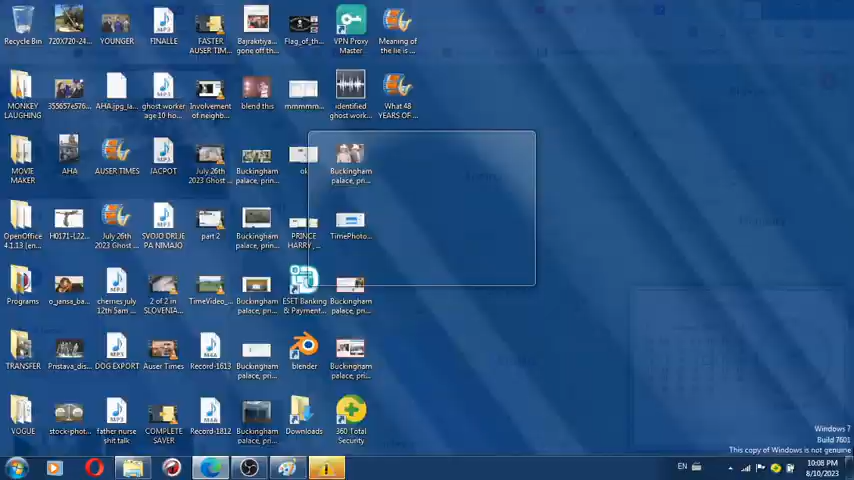 Recycle Bin
720X720-24...
YOUNGER
FINALLE
FASTER
AUSER TIM...
Bajrakitiya...
gone off th...
Flag_of_th...
VPN Proxy
Master
Meaning of
the lie is ...
MONKEY
LAUGHING
355657e576...
AHA.jpg_la...
ghost worker
age 10 ho...
Involvement
of neighb...
blend this
mmmmm...
identified
ghost work...
What 48
YEARS OF ...
MOVIE
MAKER
AHA
AUSER TIMES
JACPOT
July 26th
2023 Ghost ...
Buckingham
palace, prin...
ok
Buckingham
palace, pri...
OpenOffice
4.1.13 (en...
H0171-L22...
July 26th
2023 Ghost ...
SVOJO DRI JE
PA NIMAJO
part 2
Buckingham
palace, pri...
PRINCE
HARRY, ...
TimePhoto...
Programs
o_jansa_ba...
chemes july
12th 5am ...
2 of 2 in
SLOVENIA ...
TimeVideo_...
Buckingham
palace, pri...
ESET Banking
& Payment...
Buckingham
palace, pri...
TRANSFER
Pristava_dis...
DOG EXPORT
Auser Times
Record-1613
Buckingham
palace, pri...
blender
Buckingham
palace, pri...
VOGUE
stock-phot...
father nurse
shit talk
COMPLETE
SAVER
Record-1812
Buckingham
palace, pri...
Downloads
360 Total
Security
Windows 7
Build 7601
This copy of Windows is not genuine
EN
10:08 PM
8/10/2023